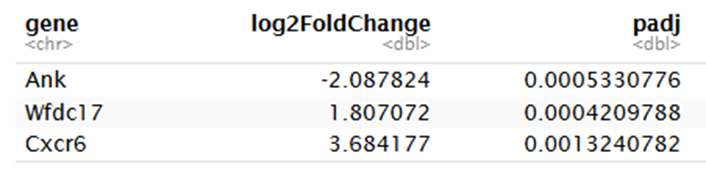 gene log2FoldChange padj
<chr> <dbl> <dbl>
Ank -2.087824 0.0005330776
Wfdc17 1.807072 0.0004209788
Cxcr6 3.684177 0.0013240782